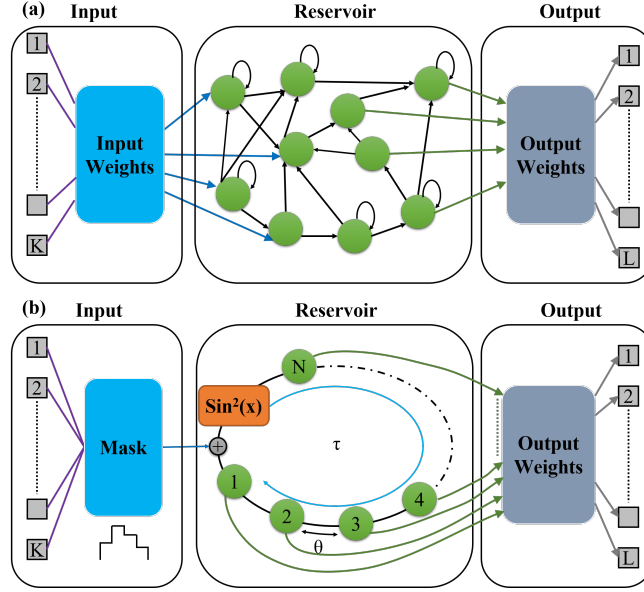 (a)
Input
Reservoir
Output
1
2
K
Input
Weights
Output
Weights
1
2
L
(b)
Input
Reservoir
Output
1
2
K
Mask
Sin²(x)
+
N
τ
1
2
3
4
θ
Output
Weights
1
2
L